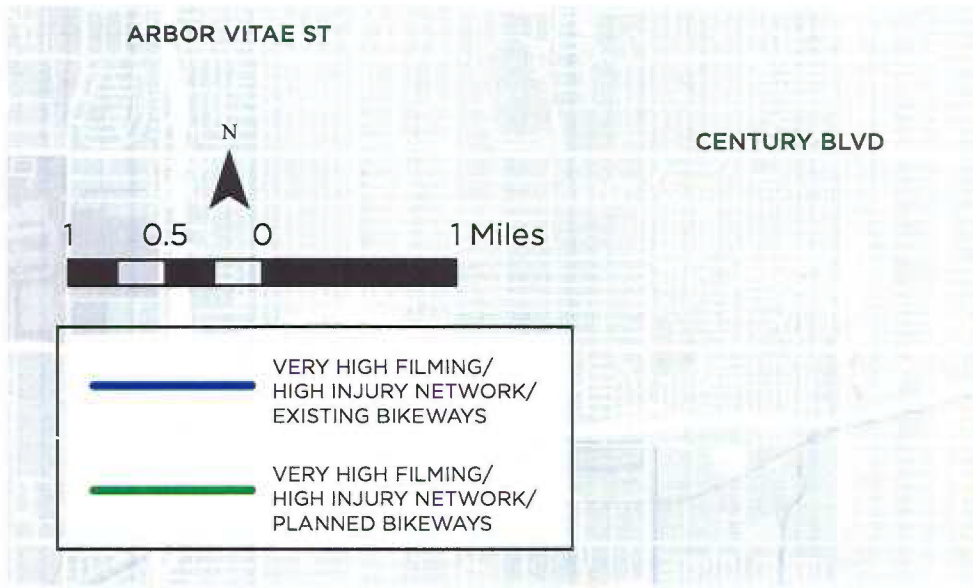 ARBOR VITAE ST
N
CENTURY BLVD
1 0.5 0 1 Miles
VERY HIGH FILMING/
HIGH INJURY NETWORK/
EXISTING BIKEWAYS
VERY HIGH FILMING/
HIGH INJURY NETWORK/
PLANNED BIKEWAYS